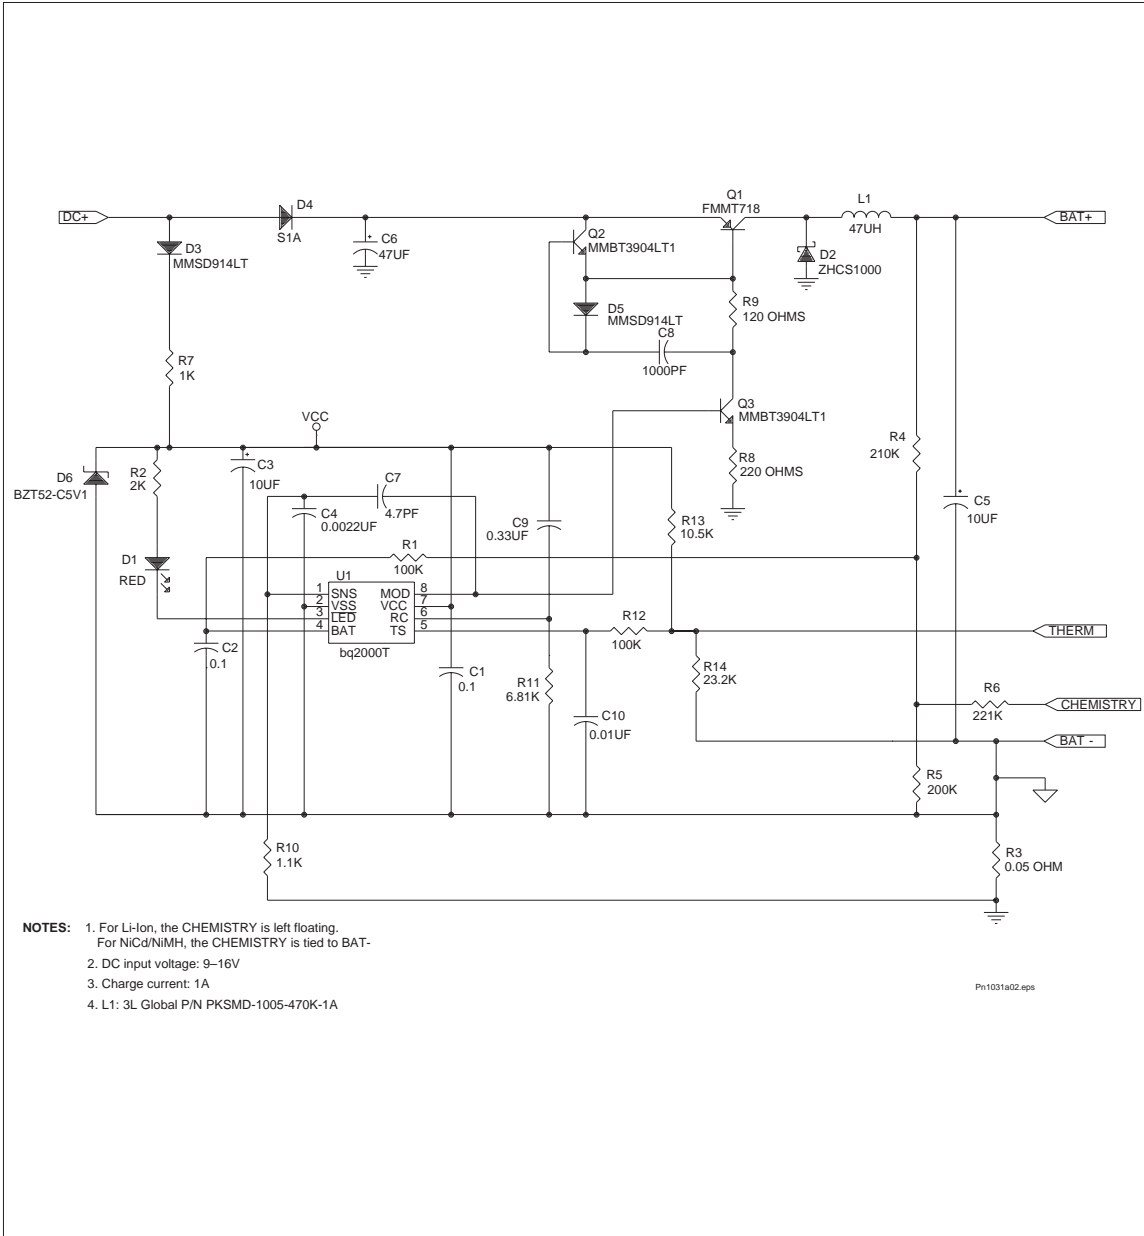 DC+
D4
S1A
D3
MMSD914LT
C6
47UF
Q2
MMBT3904LT1
Q1
FMMT718
L1
47UH
BAT+
D2
ZHCS1000
D5
MMSD914LT
R9
120 OHMS
C8
1000PF
R7
1K
VCC
Q3
MMBT3904LT1
R4
210K
D6
BZT52-C5V1
R2
2K
C3
10UF
C7
4.7PF
R8
220 OHMS
C5
10UF
C4
0.0022UF
C9
0.33UF
R13
10.5K
D1
RED
R1
100K
U1
1 SNS MOD 8
2 VSS VCC 7
3 LED RC 6
4 BAT TS 5
bq2000T
R12
100K
THERM
C2
0.1
C1
0.1
R11
6.81K
R14
23.2K
C10
0.01UF
R6
221K
CHEMISTRY
BAT -
R5
200K
R10
1.1K
R3
0.05 OHM
NOTES: 1. For Li-Ion, the CHEMISTRY is left floating.
For NiCd/NiMH, the CHEMISTRY is tied to BAT-
2. DC input voltage: 9–16V
3. Charge current: 1A
4. L1: 3L Global P/N PKSMD-1005-470K-1A
Pn1031a02.eps